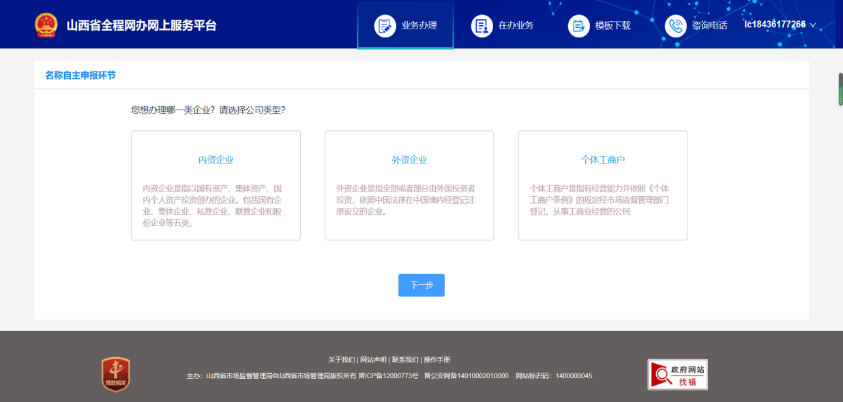 山西省全程网办网上服务平台
业务办理
在办业务
模板下载
咨询电话
lc18436177266
名称自主申报环节
您想办理哪一类企业？请选择公司类型？
内资企业
内资企业是指以国有资产、集体资产、国
内个人资产投资创办的企业。包括国有企
业、集体企业、私营企业、联营企业和股
份企业等五类。
外资企业
外资企业是指全部或者部分由外国投资者
投资，依照中国法律在中国境内经登记注
册设立的企业。
个体工商户
个体工商户是指有经营能力并依照《个体
工商户条例》的规定经市场监督管理部门
登记，从事工商业经营的公民
下一步
关于我们 | 网站声明 | 联系我们 | 操作手册
主办：山西省市场监督管理局©山西省市场管理局版权所有 晋ICP备12000773号 晋公安网备14010002010000 网站标识码：1400000045
党政机关
政府网站
找错